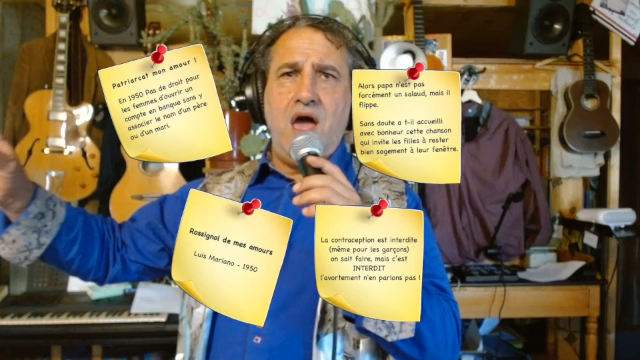 Patriarcat mon amour !
En 1950 Pas de droit pour
les femmes d'ouvrir un
compte en banque sans y
associer le nom d'un père
ou d'un mari.
Alors papa n'est pas
forcément un salaud, mais il
flippe.
Sans doute a t-il accueilli
avec bonheur cette chanson
qui invite les filles à rester
bien sagement à leur fenêtre.
Rossignol de mes amours
Luis Mariano - 1950
La contraception est interdite
(même pour les garçons)
on sait faire, mais c'est
INTERDIT
l'avortement n'en parlons pas !